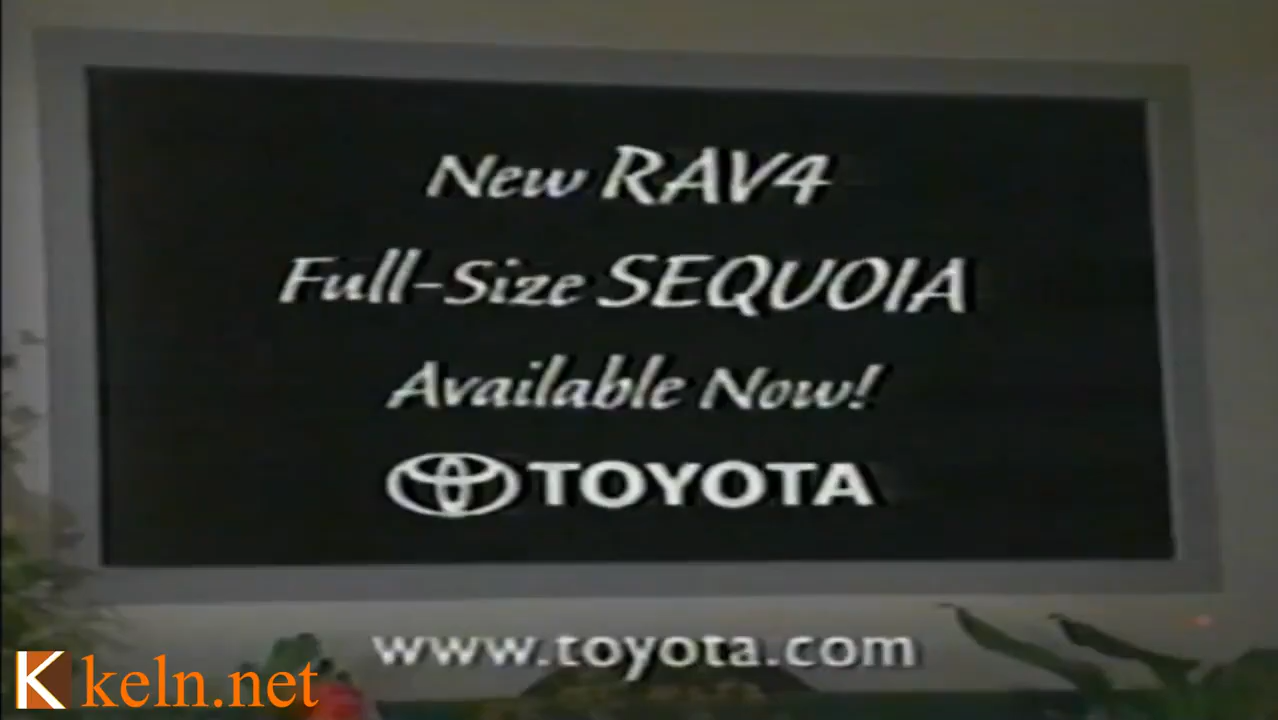 New RAV4
Full-Size SEQUOIA
Available Now!
TOYOTA
www.toyota.com
K keln.net